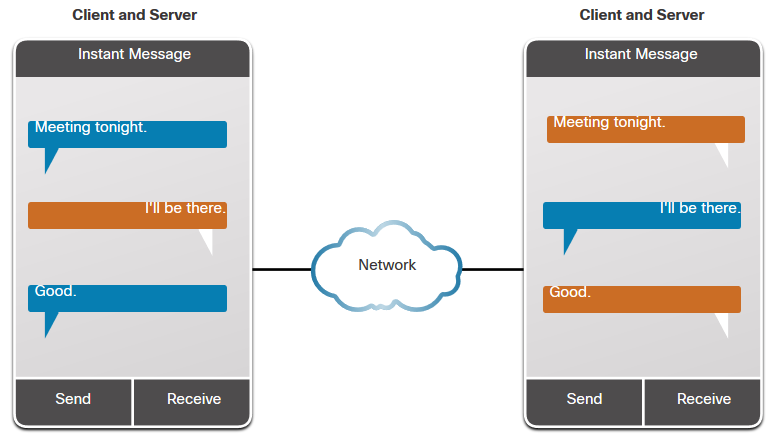 Client and Server
Instant Message
Meeting tonight.
I'll be there.
Good.
Send
Receive
Network
Client and Server
Instant Message
Meeting tonight.
I'll be there.
Good.
Send
Receive